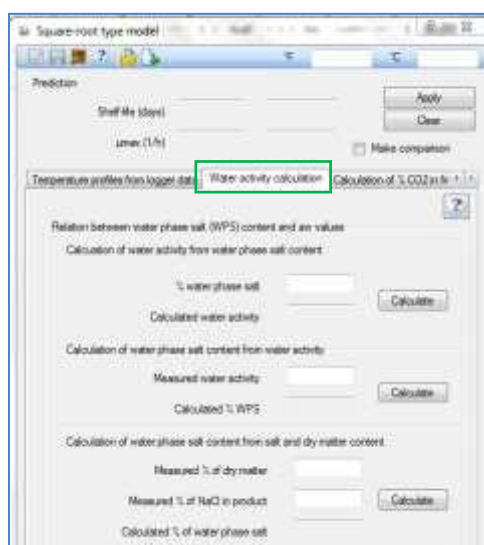 Square-root type model
? °F °C
Prediction
Shelf life (days)
Apply
Clear
µmax (1/h)
Make comparison
Temperature profiles from logger data Water activity calculation Calculation of % CO2 in
?
Relation between water phase salt (WPS) content and aw values
Calculation of water activity from water phase salt content
% water phase salt
Calculate
Calculated water activity
Calculation of water phase salt content from water activity
Measured water activity
Calculate
Calculated % WPS
Calculation of water phase salt content from salt and dry matter content
Measured % of dry matter
Measured % of NaCl in product
Calculate
Calculated % of water phase salt